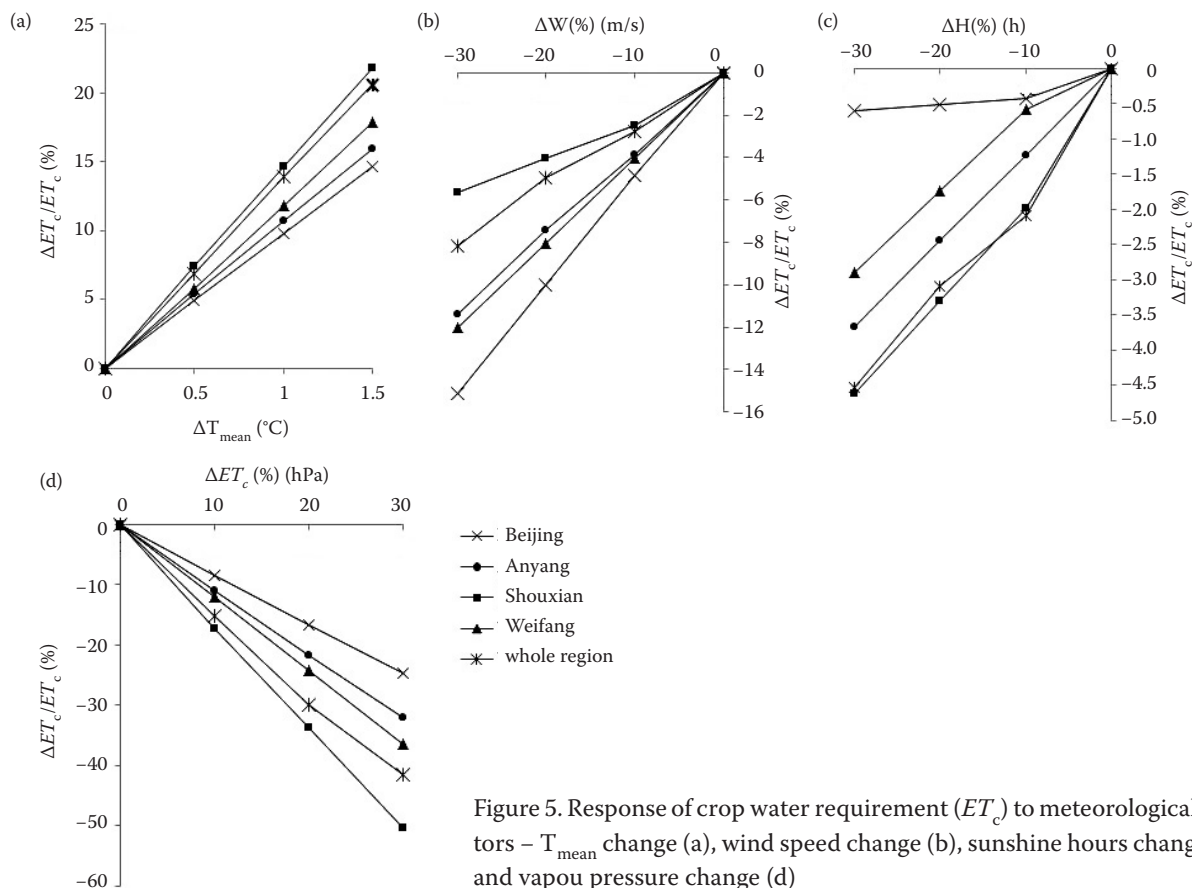 (a)
25
20
15
10
5
0
ΔET_c/ET_c (%)
0 0.5 1 1.5
ΔT_mean (°C)
(b)
ΔW(%) (m/s)
−30 −20 −10 0
0
−2
−4
−6
−8
−10
−12
−14
−16
ΔET_c/ET_c (%)
(c)
ΔH(%) (h)
−30 −20 −10 0
0
−0.5
−1.0
−1.5
−2.0
−2.5
−3.0
−3.5
−4.0
−4.5
−5.0
ΔET_c/ET_c (%)
(d)
ΔET_c (%) (hPa)
0 10 20 30
0
−10
−20
−30
−40
−50
−60
ΔET_c/ET_c (%)
Beijing
Anyang
Shouxian
Weifang
whole region
Figure 5. Response of crop water requirement (ET_c) to meteorological
tors – T_mean change (a), wind speed change (b), sunshine hours chang
and vapou pressure change (d)